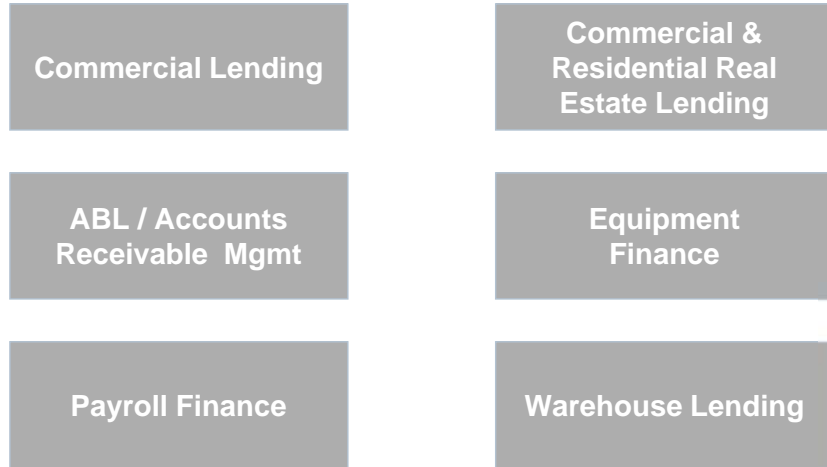 Commercial Lending
Commercial &
Residential Real
Estate Lending
ABL / Accounts
Receivable Mgmt
Equipment
Finance
Payroll Finance
Warehouse Lending